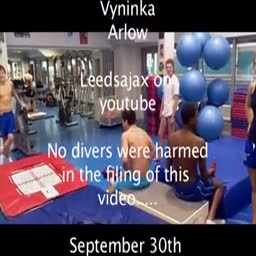 Vyninka
Arlow
Leedsajax on
youtube
No divers were harmed
in the filing of this
video.....
September 30th